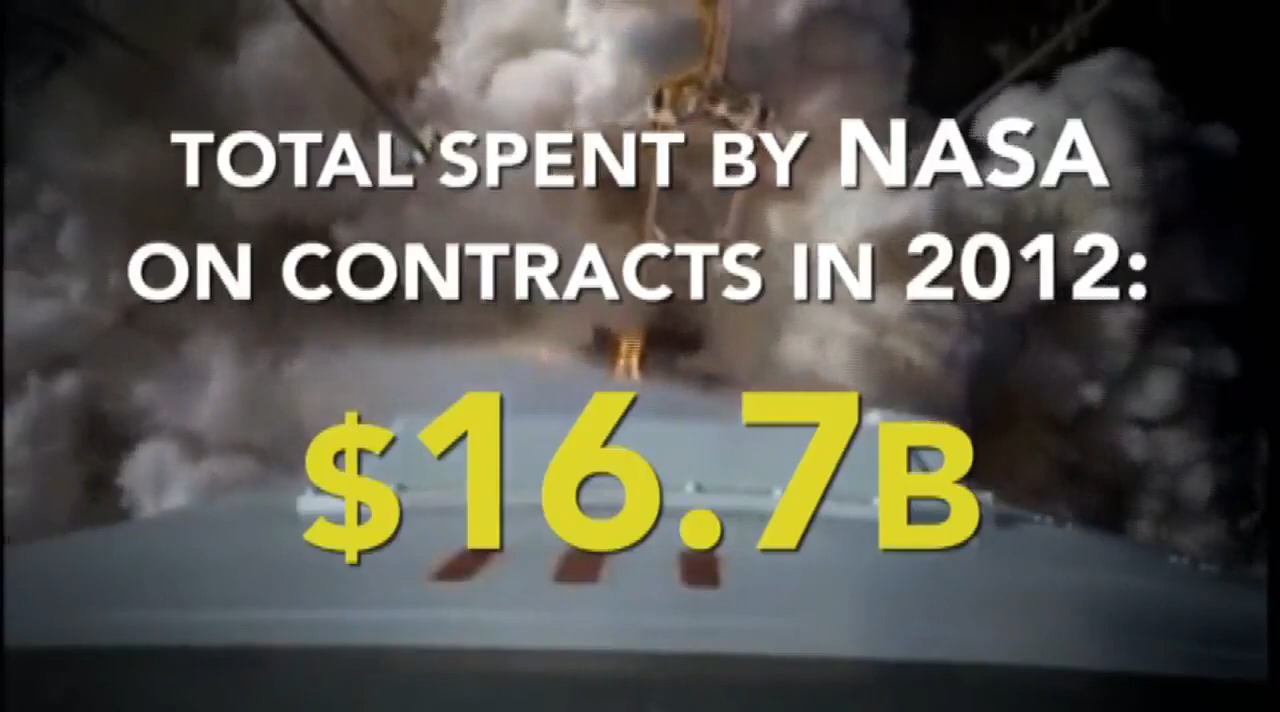 TOTAL SPENT BY NASA
ON CONTRACTS IN 2012:
$16.7B